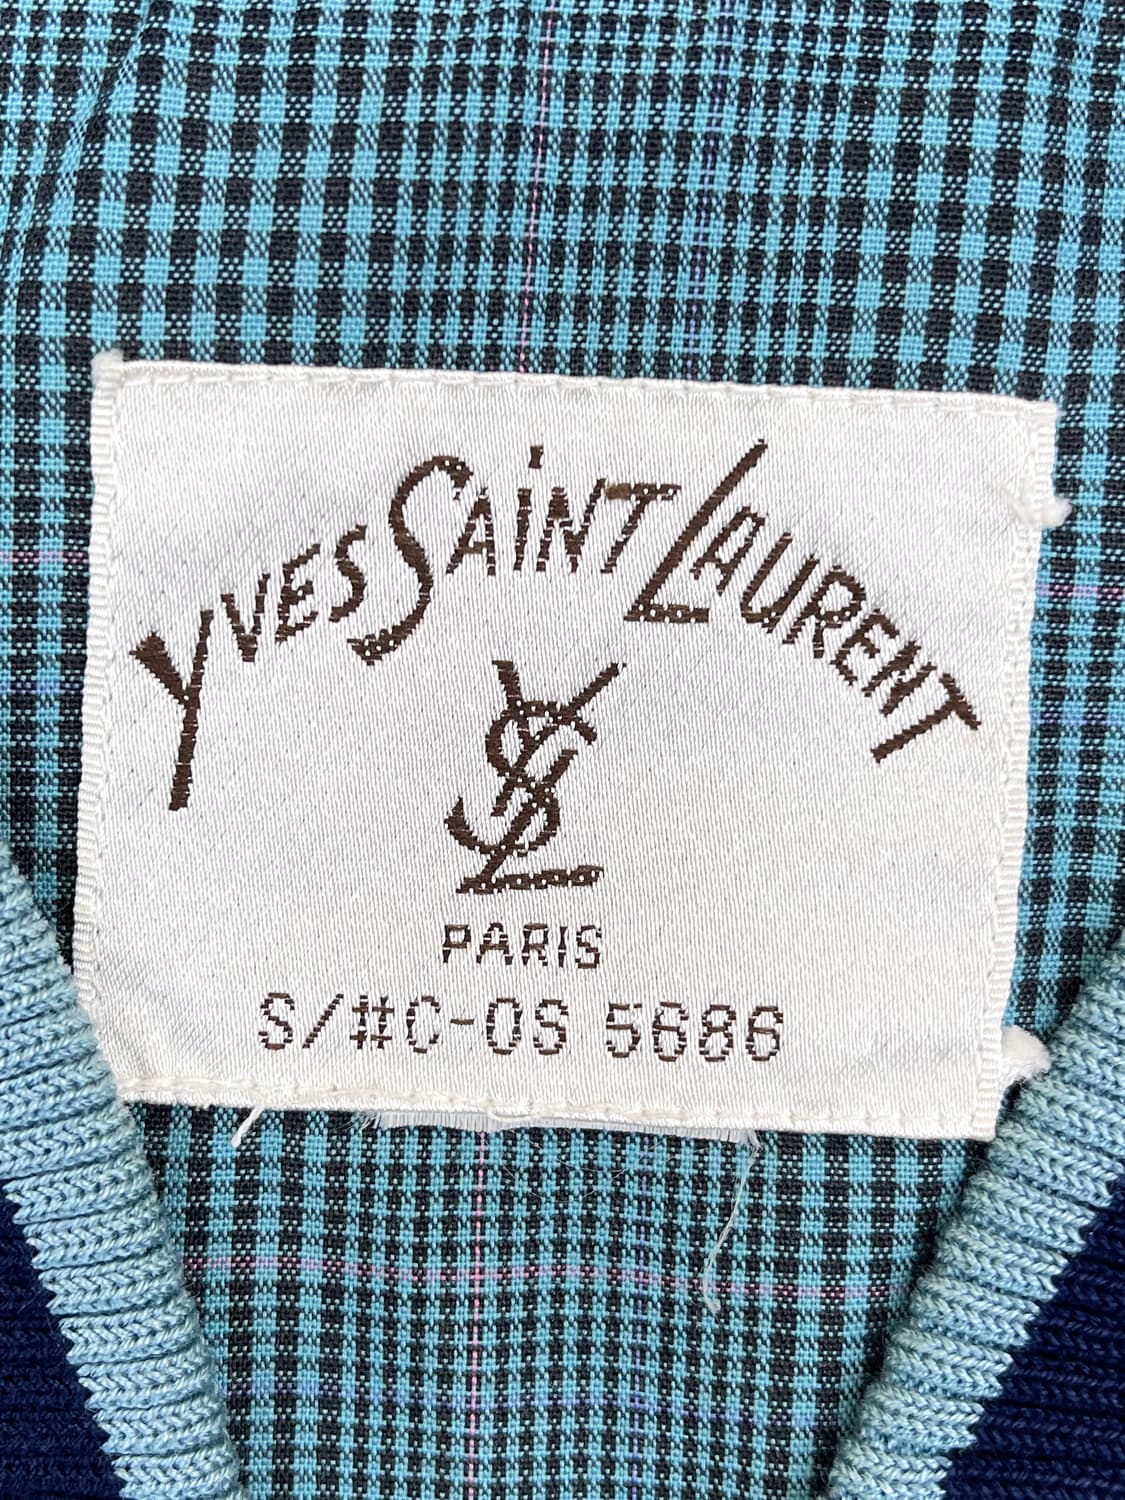 YVES SAINT LAURENT
YSL
PARIS
S/#C-OS 5686